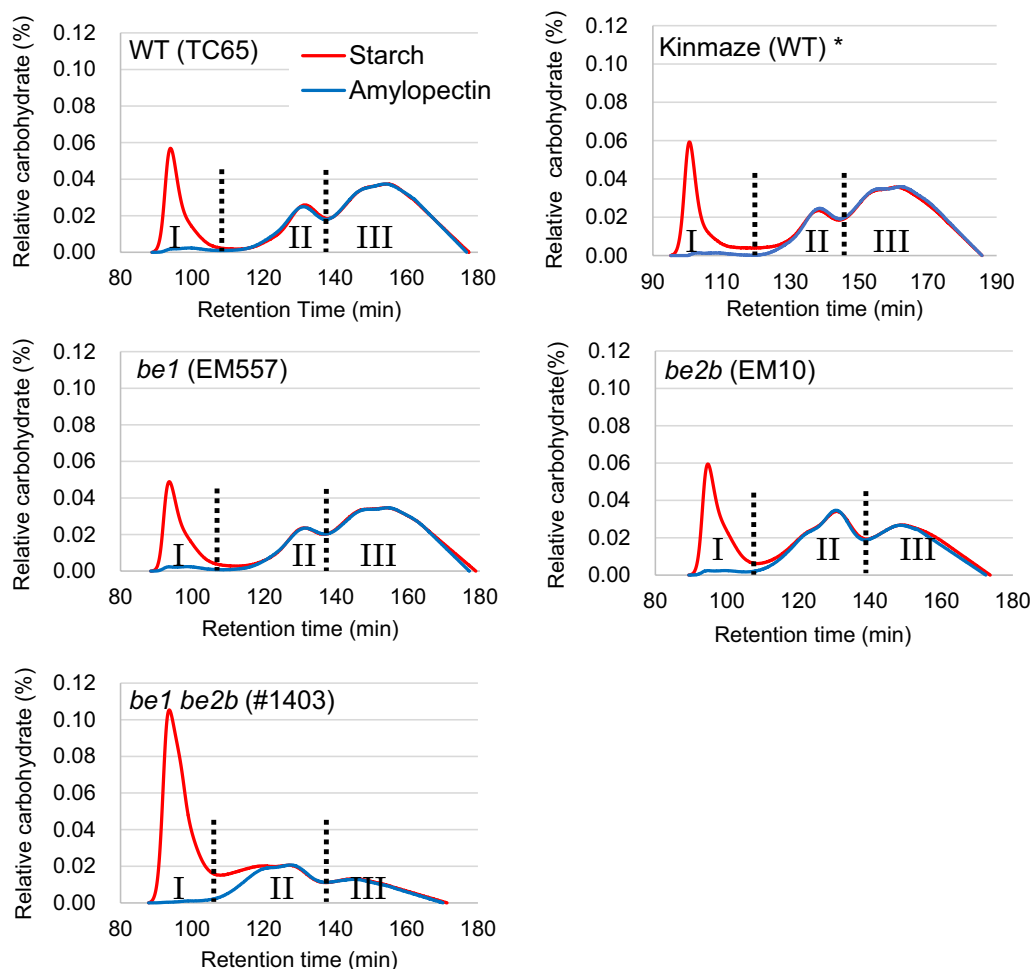 WT (TC65)
Starch
Amylopectin
Relative carbohydrate (%)
0.12
0.10
0.08
0.06
0.04
0.02
0.00
I
II
III
80 100 120 140 160 180
Retention Time (min)
Kinmaze (WT) *
Relative carbohydrate (%)
0.12
0.10
0.08
0.06
0.04
0.02
0.00
I
II
III
90 110 130 150 170 190
Retention time (min)
be1 (EM557)
Relative carbohydrate (%)
0.12
0.10
0.08
0.06
0.04
0.02
0.00
I
II
III
80 100 120 140 160 180
Retention time (min)
be2b (EM10)
Relative carbohydrate(%)
0.12
0.10
0.08
0.06
0.04
0.02
0.00
I
II
III
80 100 120 140 160 180
Retention time (min)
be1 be2b (#1403)
Relative carbohydrate (%)
0.12
0.10
0.08
0.06
0.04
0.02
0.00
I
II
III
80 100 120 140 160 180
Retention time (min)